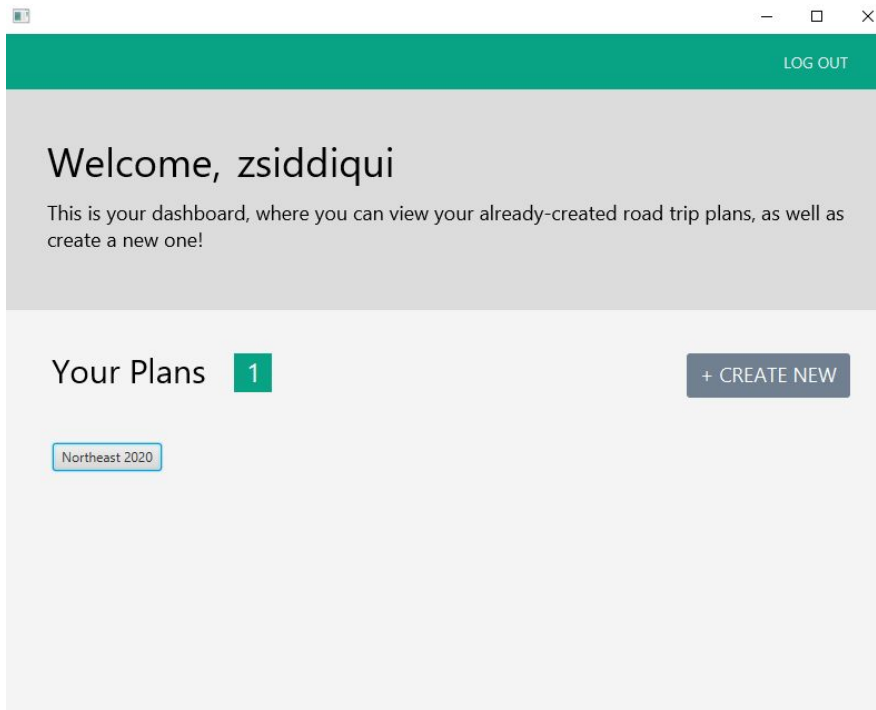 LOG OUT
Welcome, zsiddiqui
This is your dashboard, where you can view your already-created road trip plans, as well as
create a new one!
Your Plans 1 + CREATE NEW
Northeast 2020